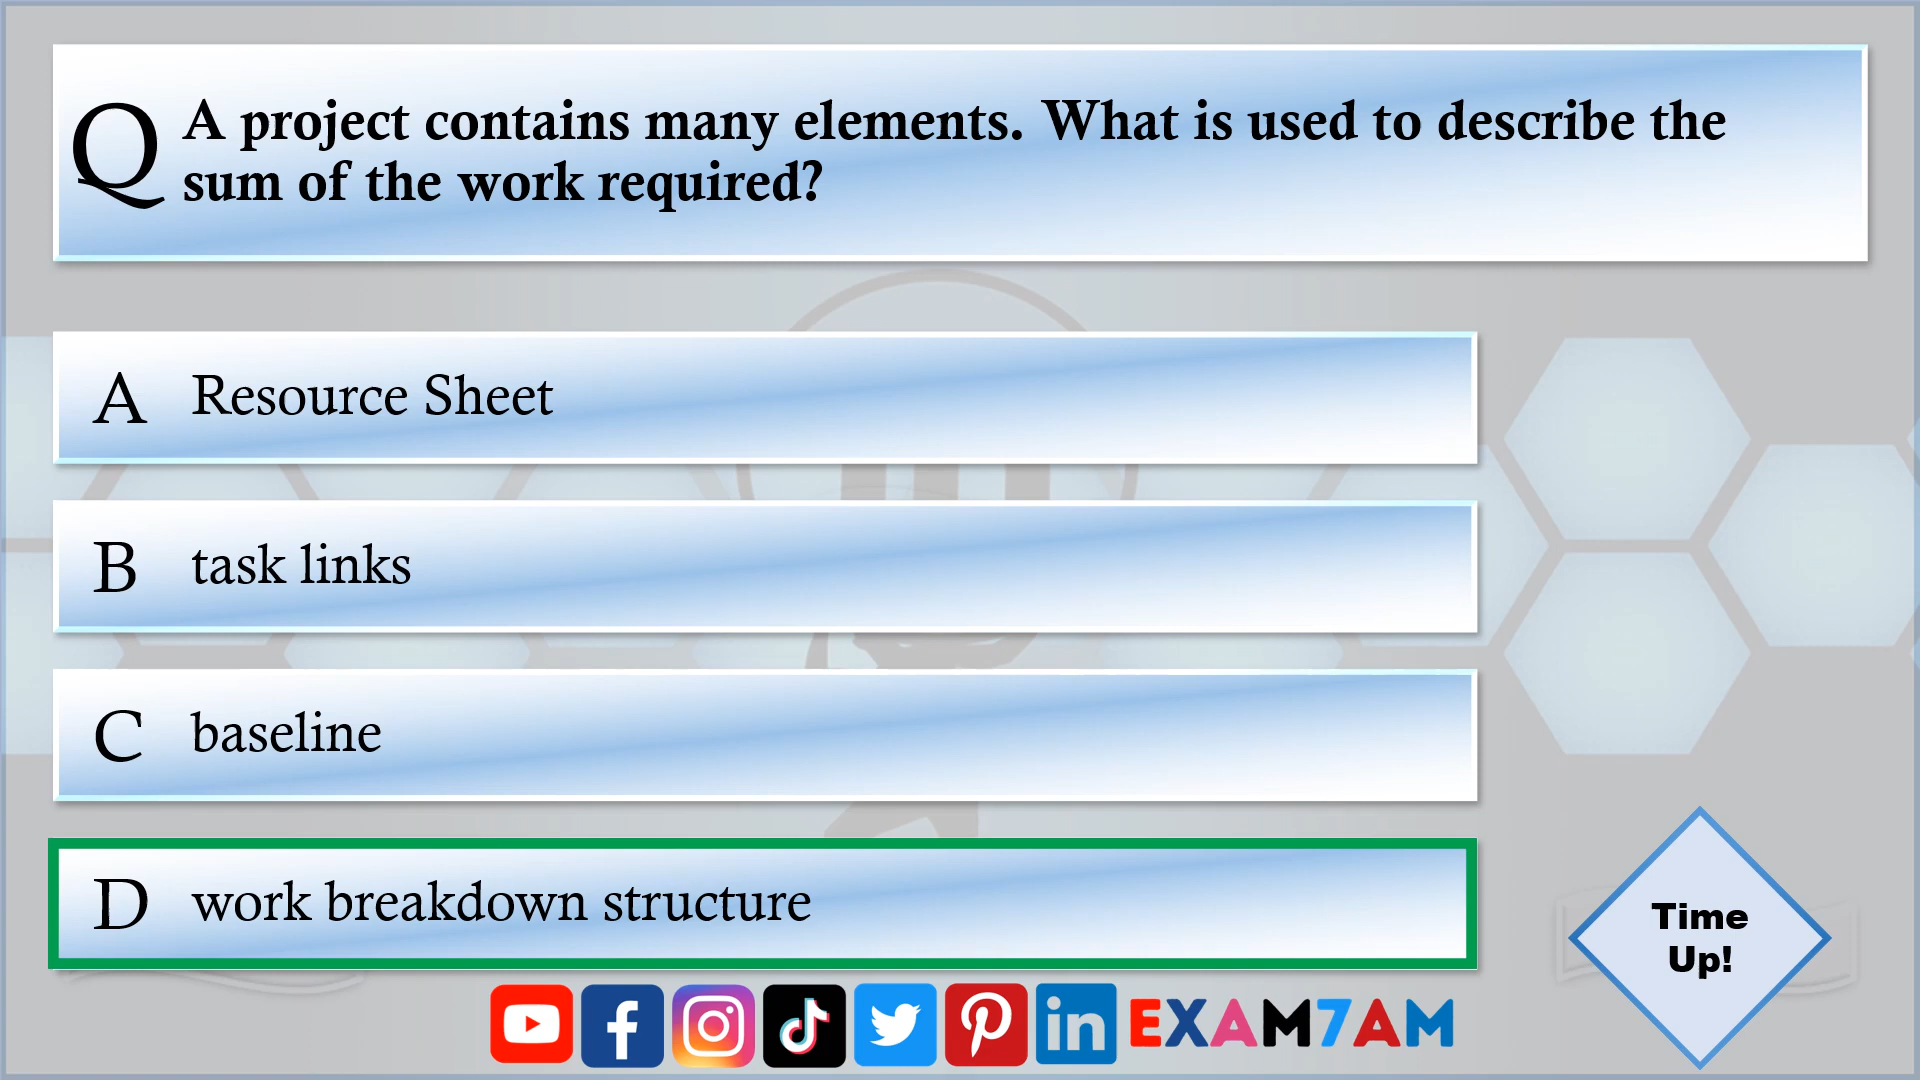 Q A project contains many elements. What is used to describe the
sum of the work required?
A Resource Sheet
B task links
C baseline
D work breakdown structure
Time
Up!
EXAM7AM